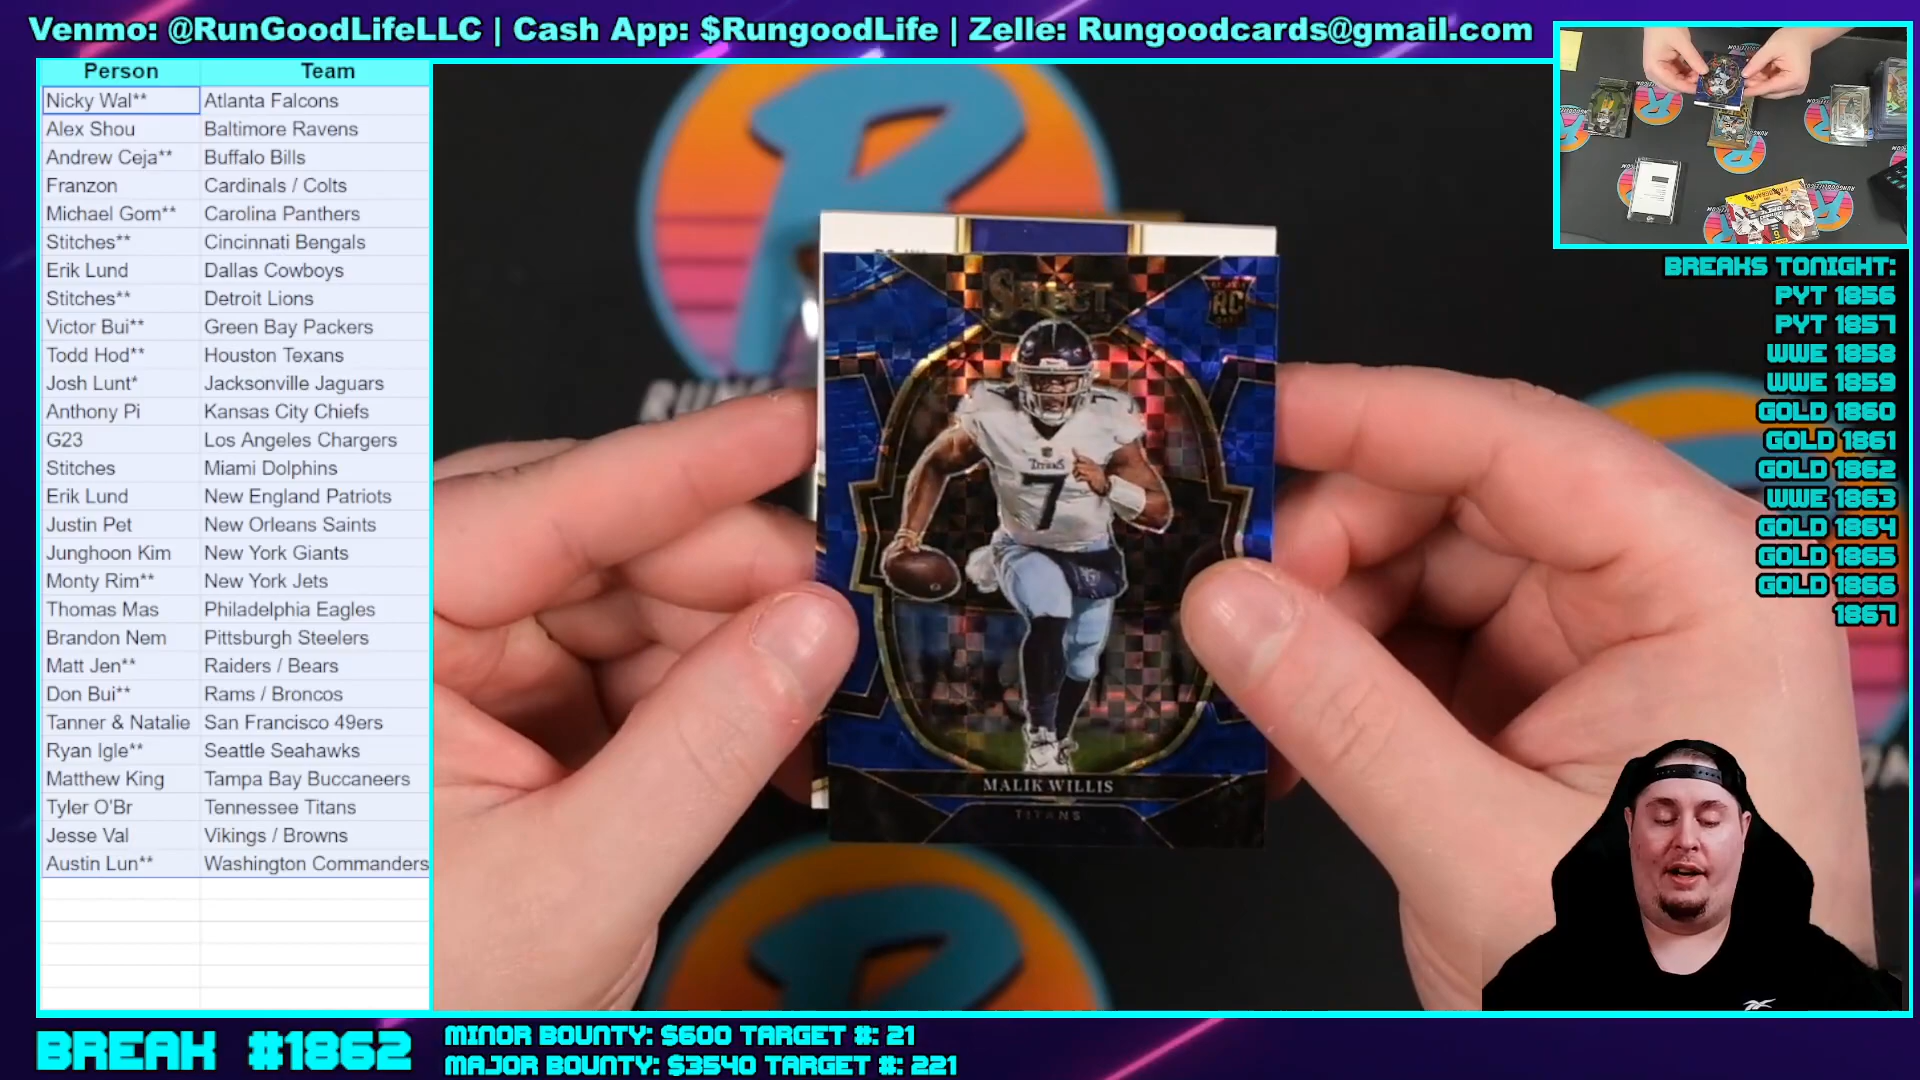 Venmo: @RunGoodLifeLLC | Cash App: $RungoodLife | Zelle: Rungoodcards@gmail.com
Person Team
Nicky Wal** Atlanta Falcons
Alex Shou Baltimore Ravens
Andrew Ceja** Buffalo Bills
Franzon Cardinals / Colts
Michael Gom** Carolina Panthers
Stitches** Cincinnati Bengals
Erik Lund Dallas Cowboys
Stitches** Detroit Lions
Victor Bui** Green Bay Packers
Todd Hod** Houston Texans
Josh Lunt* Jacksonville Jaguars
Anthony Pi Kansas City Chiefs
G23 Los Angeles Chargers
Stitches Miami Dolphins
Erik Lund New England Patriots
Justin Pet New Orleans Saints
Junghoon Kim New York Giants
Monty Rim** New York Jets
Thomas Mas Philadelphia Eagles
Brandon Nem Pittsburgh Steelers
Matt Jen** Raiders / Bears
Don Bui** Rams / Broncos
Tanner & Natalie San Francisco 49ers
Ryan Igle** Seattle Seahawks
Matthew King Tampa Bay Buccaneers
Tyler O'Br Tennessee Titans
Jesse Val Vikings / Browns
Austin Lun** Washington Commanders
SELECT
RC
TITANS
7
MALIK WILLIS
TITANS
BREAKS TONIGHT:
PYT 1856
PYT 1857
WWE 1858
WWE 1859
GOLD 1860
GOLD 1861
GOLD 1862
WWE 1863
GOLD 1864
GOLD 1865
GOLD 1866
1867
BREAK #1862
MINOR BOUNTY: $600 TARGET #: 21
MAJOR BOUNTY: $3540 TARGET #: 221